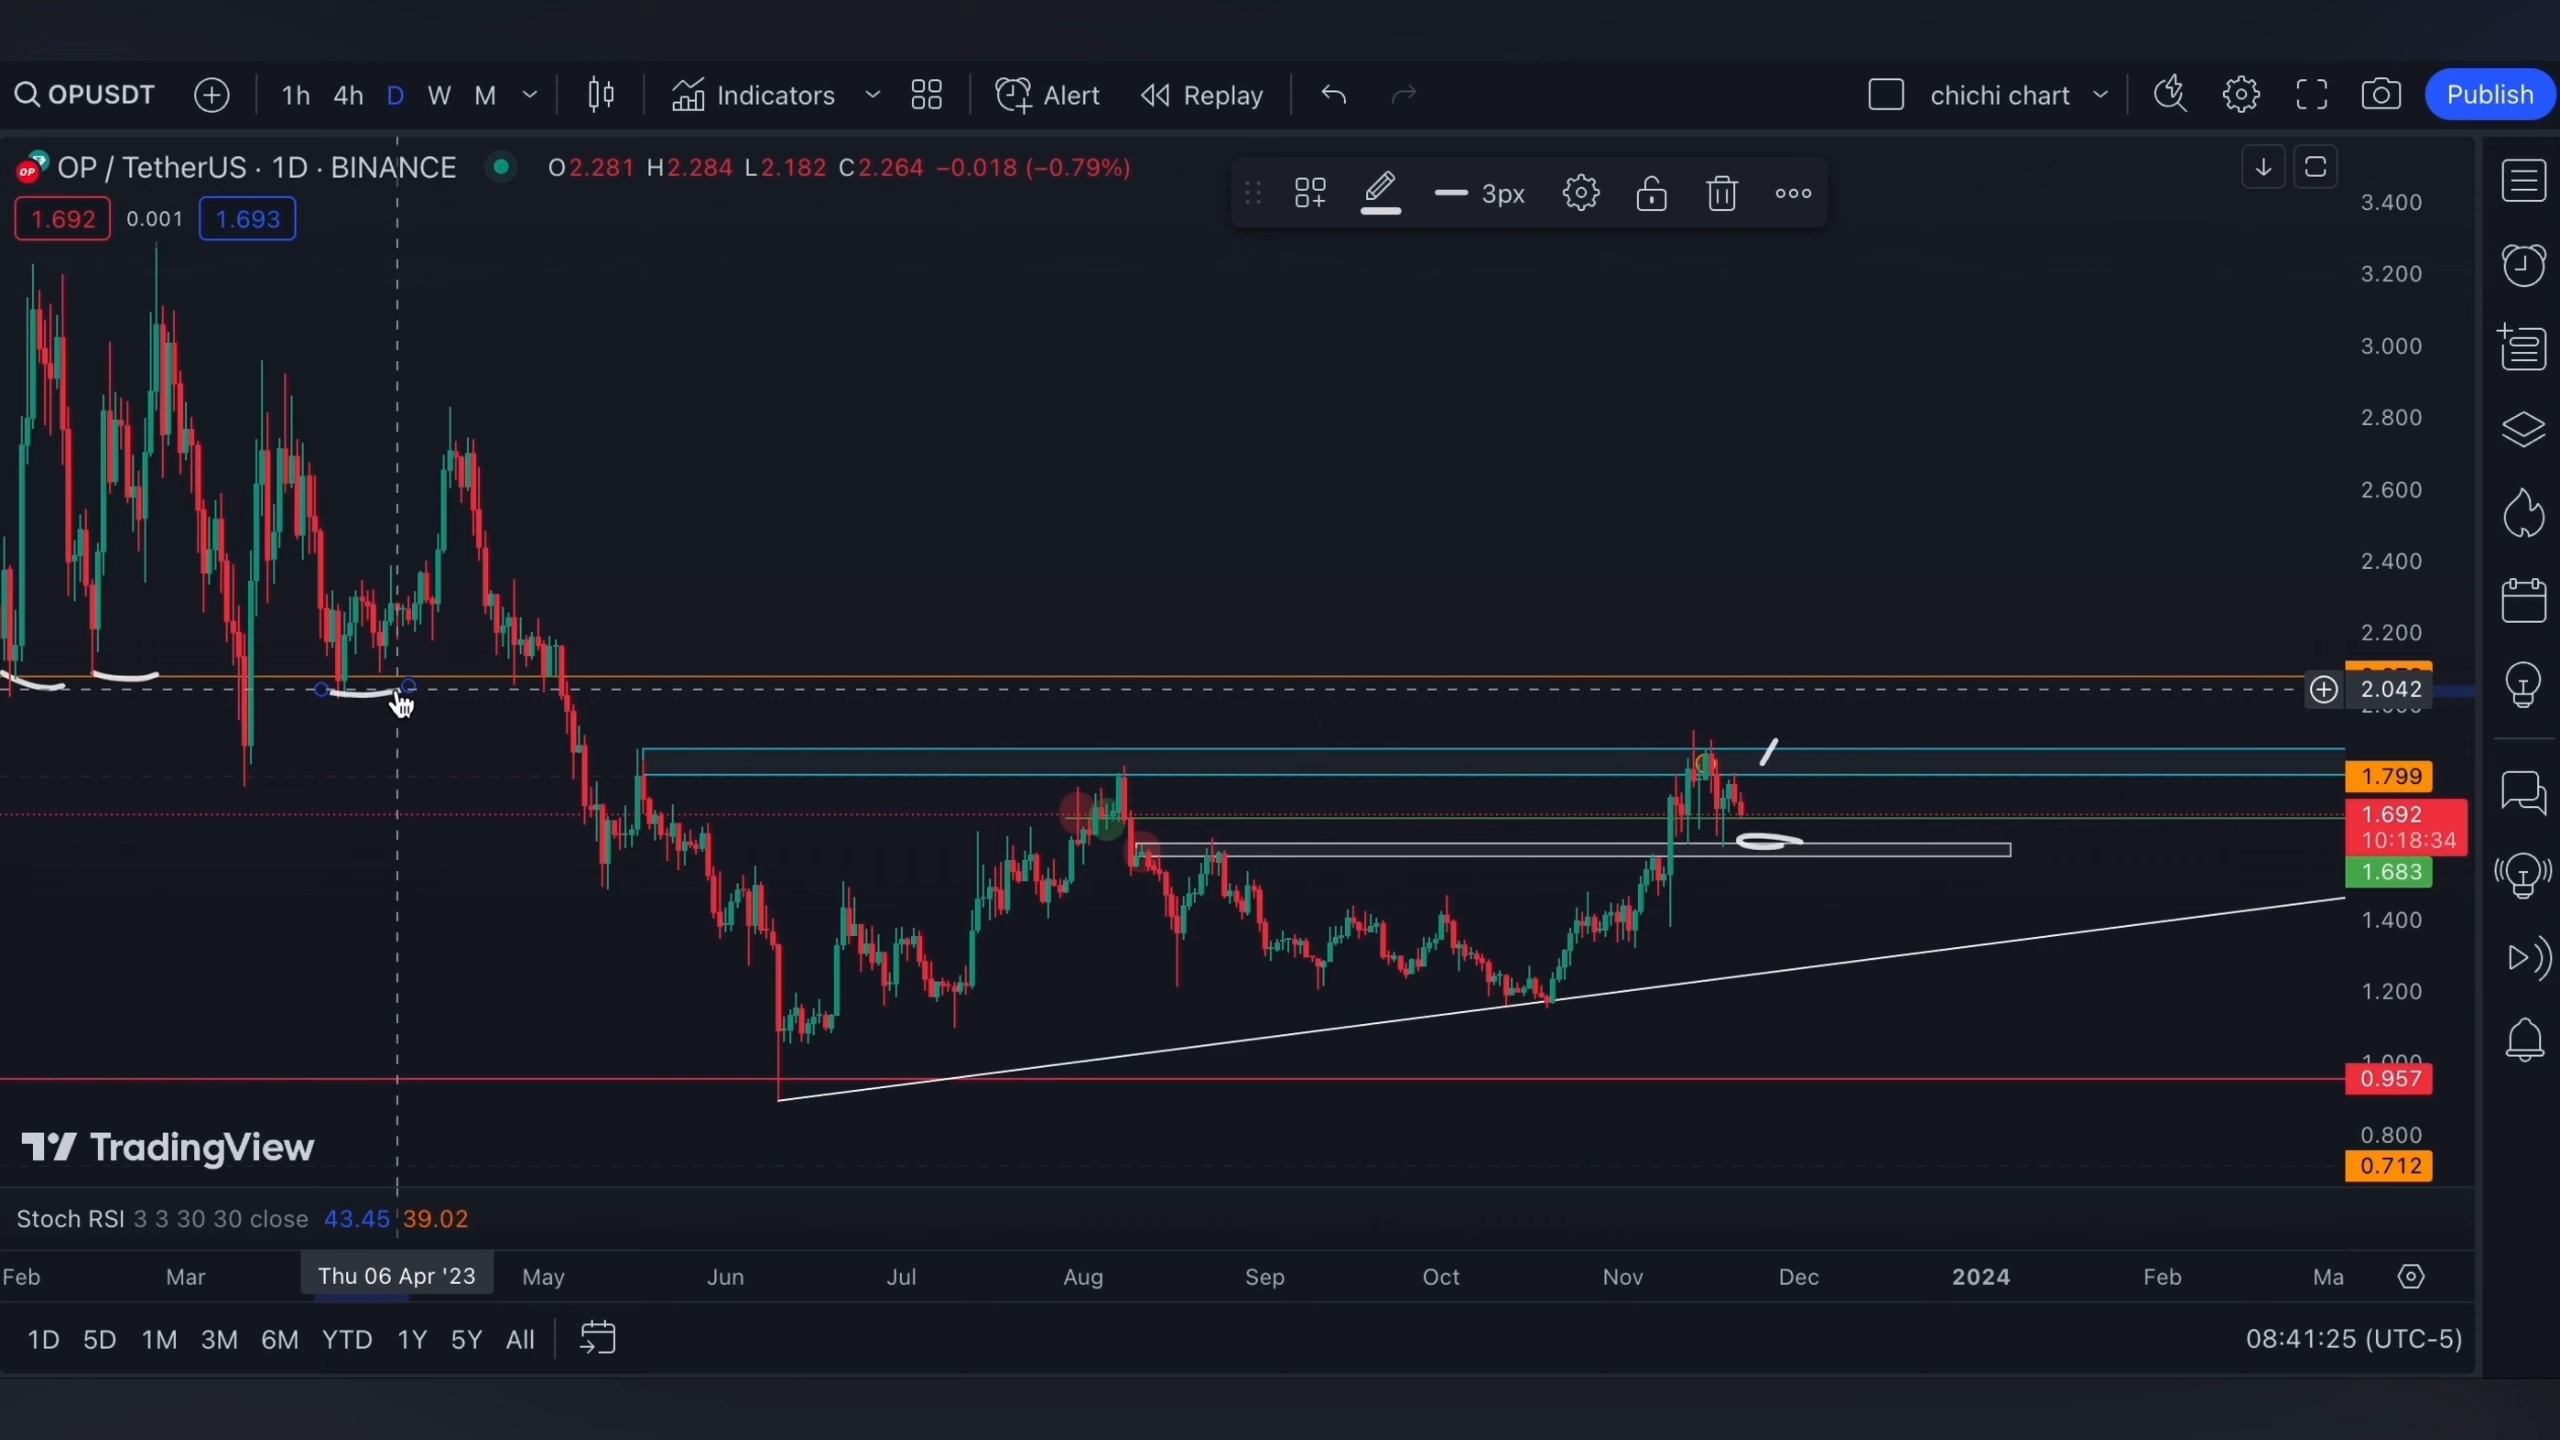 OPUSDT 1h 4h D W M Indicators Alert Replay chichi chart Publish
OP / TetherUS · 1D · BINANCE O2.281 H2.284 L2.182 C2.264 −0.018 (−0.79%)
1.692 0.001 1.693
3px
3.400
3.200
3.000
2.800
2.600
2.400
2.200
2.042
1.799
1.692
10:18:34
1.683
1.400
1.200
0.957
0.800
0.712
TradingView
Stoch RSI 3 3 30 30 close 43.45 39.02
Feb Mar Thu 06 Apr '23 May Jun Jul Aug Sep Oct Nov Dec 2024 Feb Ma
1D 5D 1M 3M 6M YTD 1Y 5Y All 08:41:25 (UTC-5)